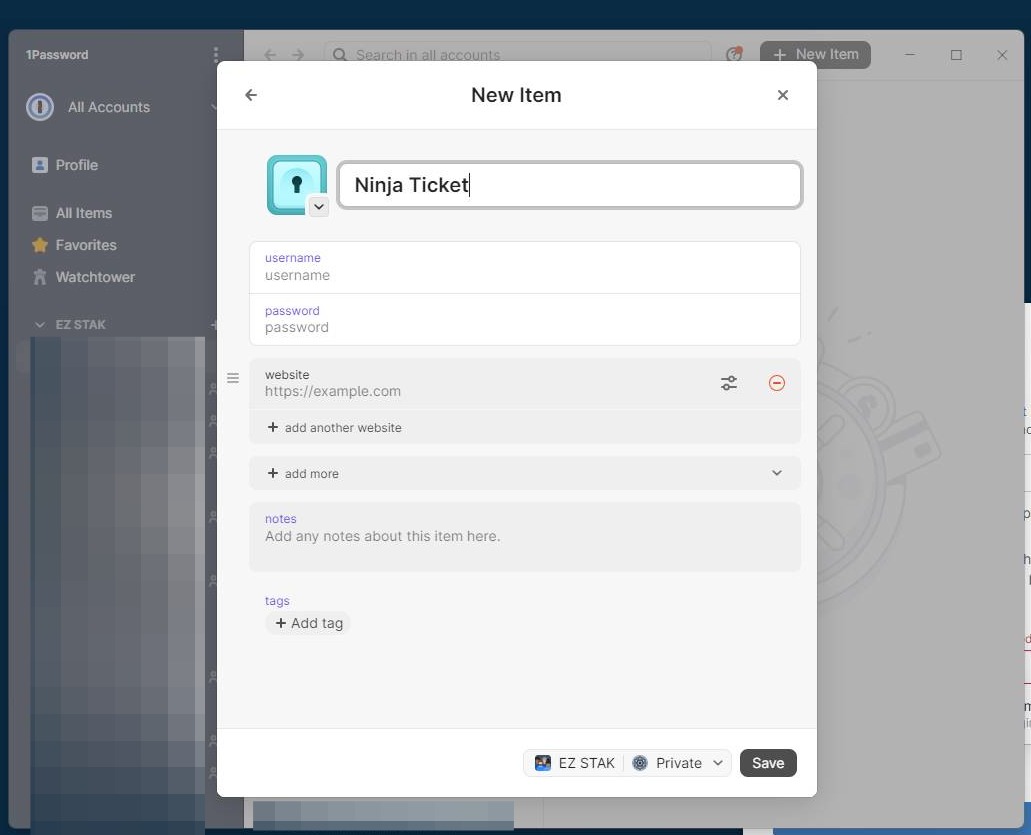 1Password
Search in all accounts
New Item
All Accounts
Profile
All Items
Favorites
Watchtower
EZ STAK
New Item
Ninja Ticket
username
username
password
password
website
https://example.com
add another website
add more
notes
Add any notes about this item here.
tags
Add tag
EZ STAK
Private
Save